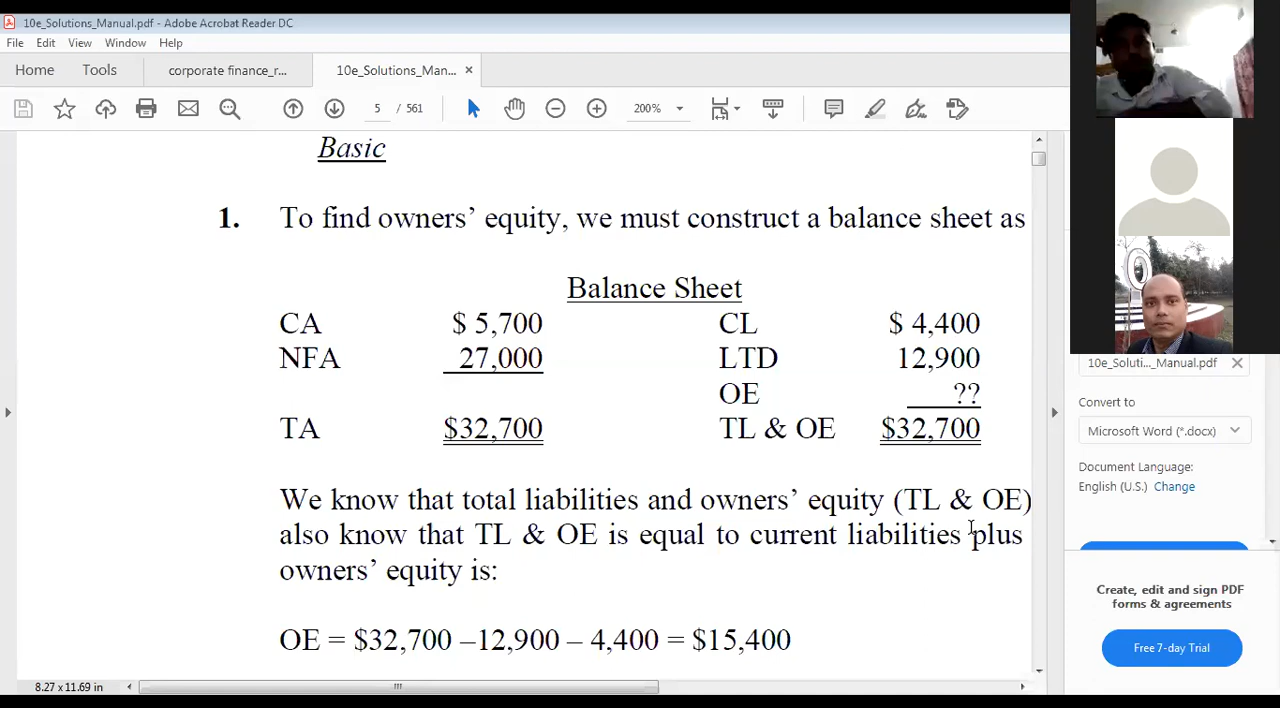 10e_Solutions_Manual.pdf - Adobe Acrobat Reader DC
File Edit View Window Help
Home Tools corporate finance_r... 10e_Solutions_Man... ×
5 / 561 200%
Basic
1. To find owners’ equity, we must construct a balance sheet as
Balance Sheet
CA $ 5,700 CL $ 4,400
NFA 27,000 LTD 12,900
OE ??
TA $32,700 TL & OE $32,700
We know that total liabilities and owners’ equity (TL & OE)
also know that TL & OE is equal to current liabilities plus
owners’ equity is:
OE = $32,700 –12,900 – 4,400 = $15,400
8.27 x 11.69 in
10e_Soluti..._Manual.pdf
Convert to
Microsoft Word (*.docx)
Document Language:
English (U.S.) Change
Create, edit and sign PDF
forms & agreements
Free 7-day Trial